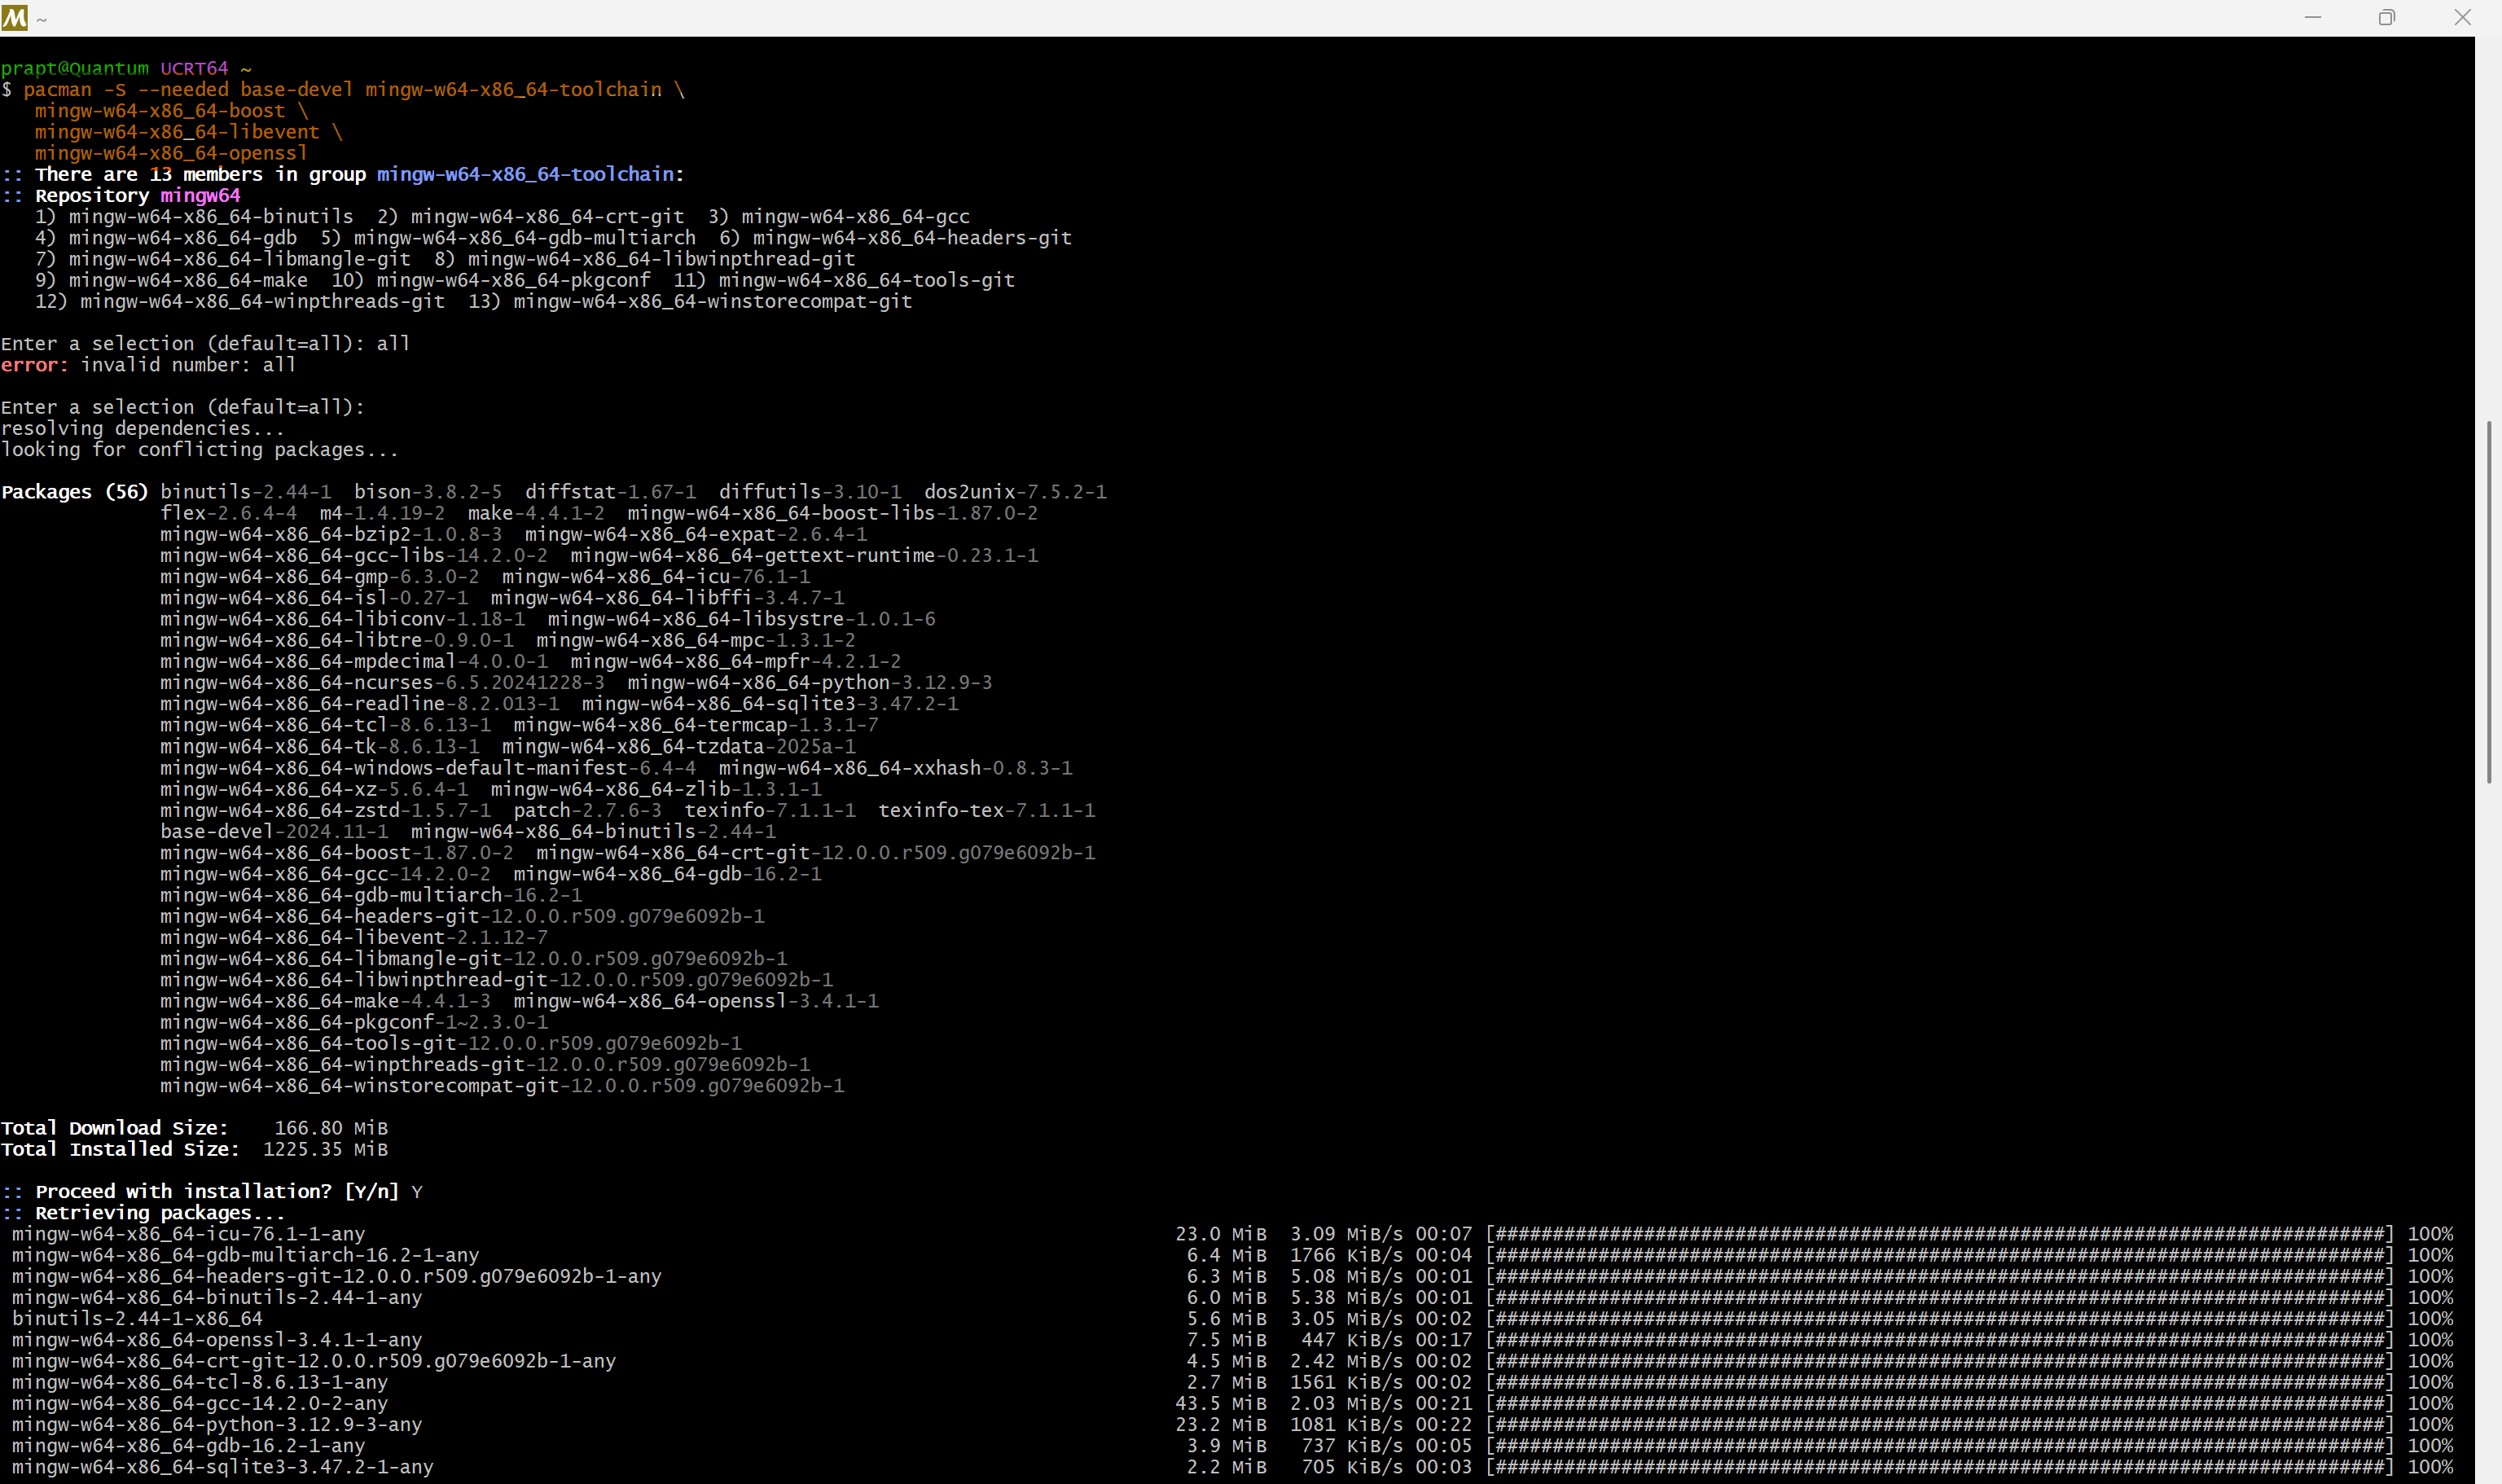 M ~
prapt@Quantum UCRT64 ~
$ pacman -S --needed base-devel mingw-w64-x86_64-toolchain \
mingw-w64-x86_64-boost \
mingw-w64-x86_64-libevent \
mingw-w64-x86_64-openssl
:: There are 13 members in group mingw-w64-x86_64-toolchain:
:: Repository mingw64
1) mingw-w64-x86_64-binutils 2) mingw-w64-x86_64-crt-git 3) mingw-w64-x86_64-gcc
4) mingw-w64-x86_64-gdb 5) mingw-w64-x86_64-gdb-multiarch 6) mingw-w64-x86_64-headers-git
7) mingw-w64-x86_64-libmangle-git 8) mingw-w64-x86_64-libwinpthread-git
9) mingw-w64-x86_64-make 10) mingw-w64-x86_64-pkgconf 11) mingw-w64-x86_64-tools-git
12) mingw-w64-x86_64-winpthreads-git 13) mingw-w64-x86_64-winstorecompat-git
Enter a selection (default=all): all
error: invalid number: all
Enter a selection (default=all):
resolving dependencies...
looking for conflicting packages...
Packages (56) binutils-2.44-1 bison-3.8.2-5 diffstat-1.67-1 diffutils-3.10-1 dos2unix-7.5.2-1
flex-2.6.4-4 m4-1.4.19-2 make-4.4.1-2 mingw-w64-x86_64-boost-libs-1.87.0-2
mingw-w64-x86_64-bzip2-1.0.8-3 mingw-w64-x86_64-expat-2.6.4-1
mingw-w64-x86_64-gcc-libs-14.2.0-2 mingw-w64-x86_64-gettext-runtime-0.23.1-1
mingw-w64-x86_64-gmp-6.3.0-2 mingw-w64-x86_64-icu-76.1-1
mingw-w64-x86_64-isl-0.27-1 mingw-w64-x86_64-libffi-3.4.7-1
mingw-w64-x86_64-libiconv-1.18-1 mingw-w64-x86_64-libsystre-1.0.1-6
mingw-w64-x86_64-libtre-0.9.0-1 mingw-w64-x86_64-mpc-1.3.1-2
mingw-w64-x86_64-mpdecimal-4.0.0-1 mingw-w64-x86_64-mpfr-4.2.1-2
mingw-w64-x86_64-ncurses-6.5.20241228-3 mingw-w64-x86_64-python-3.12.9-3
mingw-w64-x86_64-readline-8.2.013-1 mingw-w64-x86_64-sqlite3-3.47.2-1
mingw-w64-x86_64-tcl-8.6.13-1 mingw-w64-x86_64-termcap-1.3.1-7
mingw-w64-x86_64-tk-8.6.13-1 mingw-w64-x86_64-tzdata-2025a-1
mingw-w64-x86_64-windows-default-manifest-6.4-4 mingw-w64-x86_64-xxhash-0.8.3-1
mingw-w64-x86_64-xz-5.6.4-1 mingw-w64-x86_64-zlib-1.3.1-1
mingw-w64-x86_64-zstd-1.5.7-1 patch-2.7.6-3 texinfo-7.1.1-1 texinfo-tex-7.1.1-1
base-devel-2024.11-1 mingw-w64-x86_64-binutils-2.44-1
mingw-w64-x86_64-boost-1.87.0-2 mingw-w64-x86_64-crt-git-12.0.0.r509.g079e6092b-1
mingw-w64-x86_64-gcc-14.2.0-2 mingw-w64-x86_64-gdb-16.2-1
mingw-w64-x86_64-gdb-multiarch-16.2-1
mingw-w64-x86_64-headers-git-12.0.0.r509.g079e6092b-1
mingw-w64-x86_64-libevent-2.1.12-7
mingw-w64-x86_64-libmangle-git-12.0.0.r509.g079e6092b-1
mingw-w64-x86_64-libwinpthread-git-12.0.0.r509.g079e6092b-1
mingw-w64-x86_64-make-4.4.1-3 mingw-w64-x86_64-openssl-3.4.1-1
mingw-w64-x86_64-pkgconf-1~2.3.0-1
mingw-w64-x86_64-tools-git-12.0.0.r509.g079e6092b-1
mingw-w64-x86_64-winpthreads-git-12.0.0.r509.g079e6092b-1
mingw-w64-x86_64-winstorecompat-git-12.0.0.r509.g079e6092b-1
Total Download Size: 166.80 MiB
Total Installed Size: 1225.35 MiB
:: Proceed with installation? [Y/n] Y
:: Retrieving packages...
mingw-w64-x86_64-icu-76.1-1-any 23.0 MiB 3.09 MiB/s 00:07 [##############################################################################] 100%
mingw-w64-x86_64-gdb-multiarch-16.2-1-any 6.4 MiB 1766 KiB/s 00:04 [##############################################################################] 100%
mingw-w64-x86_64-headers-git-12.0.0.r509.g079e6092b-1-any 6.3 MiB 5.08 MiB/s 00:01 [##############################################################################] 100%
mingw-w64-x86_64-binutils-2.44-1-any 6.0 MiB 5.38 MiB/s 00:01 [##############################################################################] 100%
binutils-2.44-1-x86_64 5.6 MiB 3.05 MiB/s 00:02 [##############################################################################] 100%
mingw-w64-x86_64-openssl-3.4.1-1-any 7.5 MiB 447 KiB/s 00:17 [##############################################################################] 100%
mingw-w64-x86_64-crt-git-12.0.0.r509.g079e6092b-1-any 4.5 MiB 2.42 MiB/s 00:02 [##############################################################################] 100%
mingw-w64-x86_64-tcl-8.6.13-1-any 2.7 MiB 1561 KiB/s 00:02 [##############################################################################] 100%
mingw-w64-x86_64-gcc-14.2.0-2-any 43.5 MiB 2.03 MiB/s 00:21 [##############################################################################] 100%
mingw-w64-x86_64-python-3.12.9-3-any 23.2 MiB 1081 KiB/s 00:22 [##############################################################################] 100%
mingw-w64-x86_64-gdb-16.2-1-any 3.9 MiB 737 KiB/s 00:05 [##############################################################################] 100%
mingw-w64-x86_64-sqlite3-3.47.2-1-any 2.2 MiB 705 KiB/s 00:03 [##############################################################################] 100%